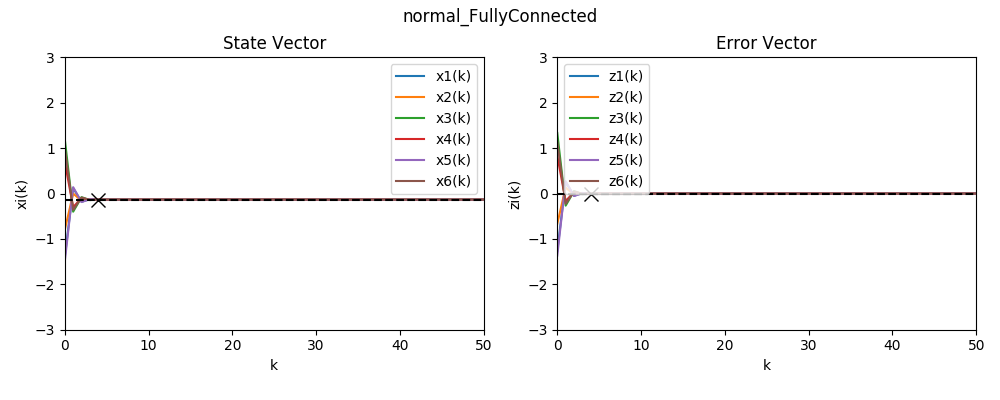 normal_FullyConnected
State Vector
3
2
1
0
−1
−2
−3
xi(k)
x1(k)
x2(k)
x3(k)
x4(k)
x5(k)
x6(k)
0
10
20
30
40
50
k
Error Vector
3
2
1
0
−1
−2
−3
zi(k)
z1(k)
z2(k)
z3(k)
z4(k)
z5(k)
z6(k)
0
10
20
30
40
50
k